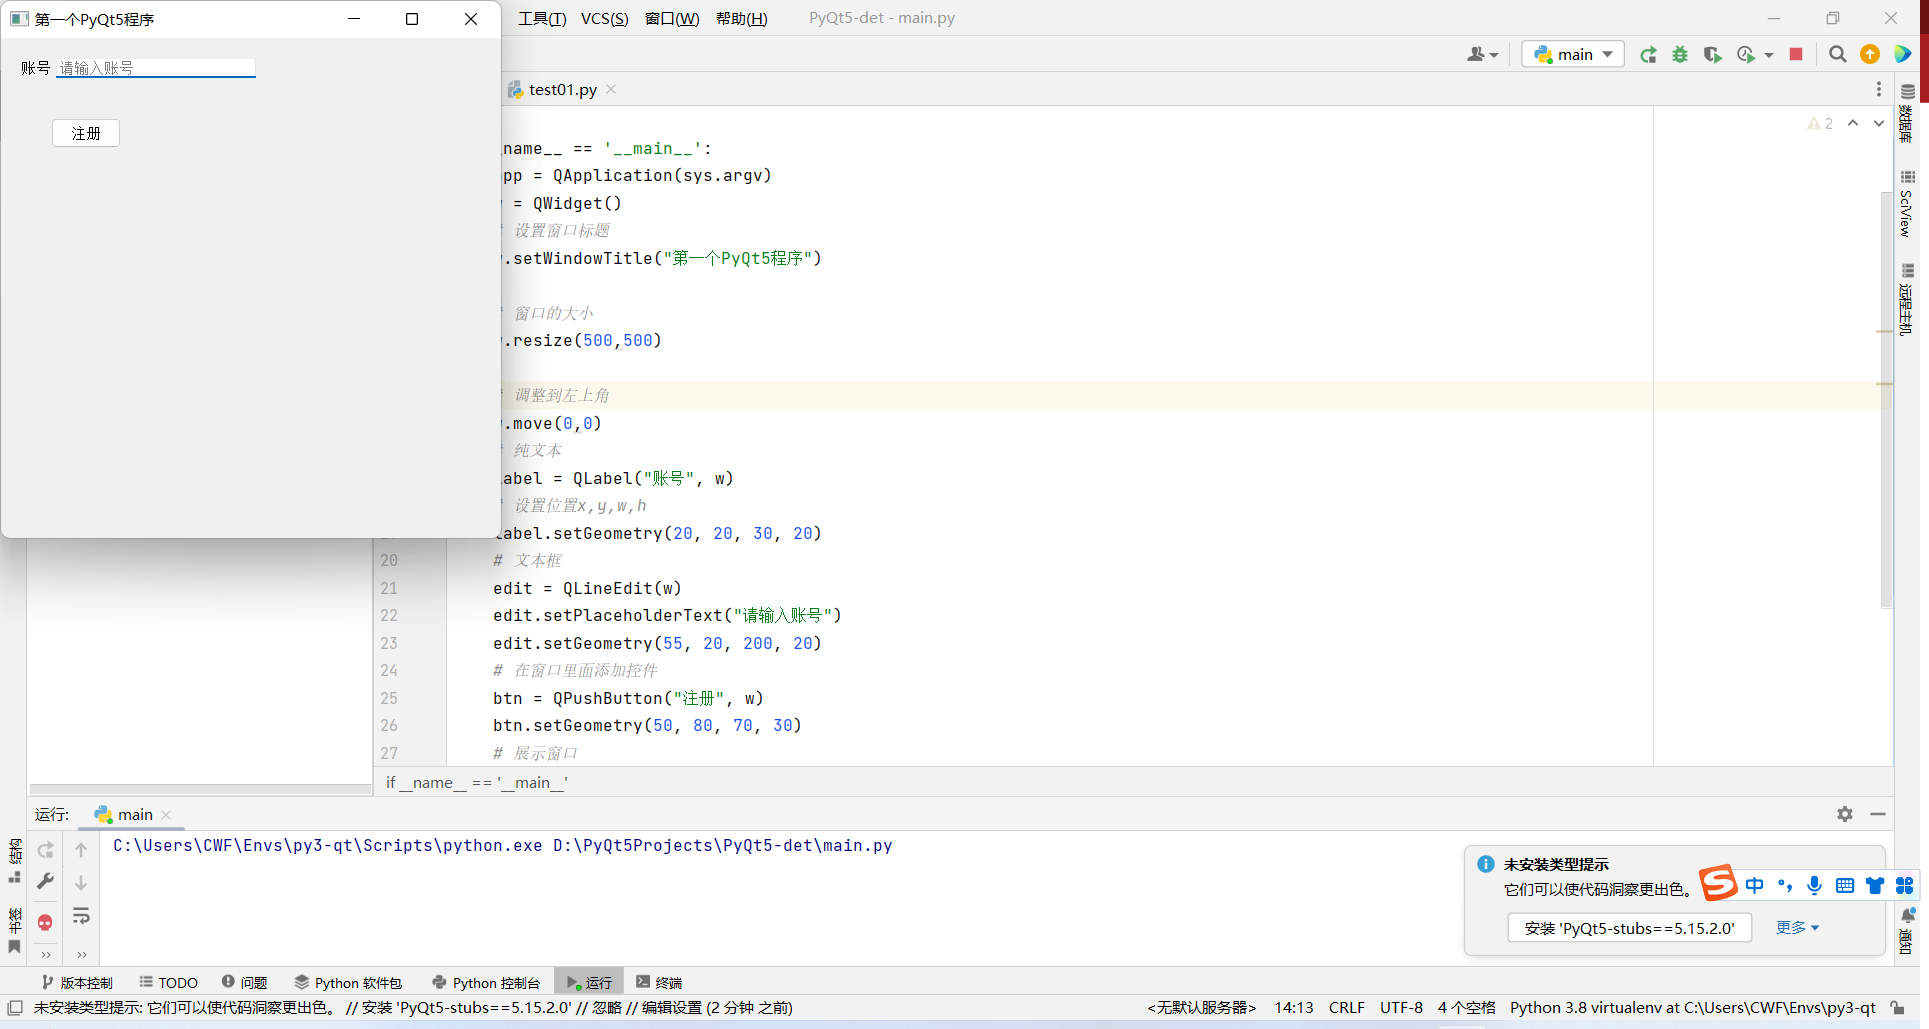 第一个PyQt5程序
工具(T) VCS(S) 窗口(W) 帮助(H) PyQt5-det - main.py
账号 请输入账号
注册
main
test01.py
2
name__ == '__main__':
pp = QApplication(sys.argv)
= QWidget()
设置窗口标题
.setWindowTitle("第一个PyQt5程序")
窗口的大小
.resize(500,500)
调整到左上角
.move(0,0)
纯文本
abel = QLabel("账号", w)
设置位置x,y,w,h
label.setGeometry(20, 20, 30, 20)
20 # 文本框
21 edit = QLineEdit(w)
22 edit.setPlaceholderText("请输入账号")
23 edit.setGeometry(55, 20, 200, 20)
24 # 在窗口里面添加控件
25 btn = QPushButton("注册", w)
26 btn.setGeometry(50, 80, 70, 30)
27 # 展示窗口
if __name__ == '__main__'
数据库
SciView
远程主机
运行: main
C:\Users\CWF\Envs\py3-qt\Scripts\python.exe D:\PyQt5Projects\PyQt5-det\main.py
结构
书签
未安装类型提示
它们可以使代码洞察更出色。
中
安装 'PyQt5-stubs==5.15.2.0' 更多
通知
版本控制 TODO 问题 Python 软件包 Python 控制台 运行 终端
未安装类型提示: 它们可以使代码洞察更出色。 // 安装 'PyQt5-stubs==5.15.2.0' // 忽略 // 编辑设置 (2 分钟 之前) <无默认服务器> 14:13 CRLF UTF-8 4 个空格 Python 3.8 virtualenv at C:\Users\CWF\Envs\py3-qt